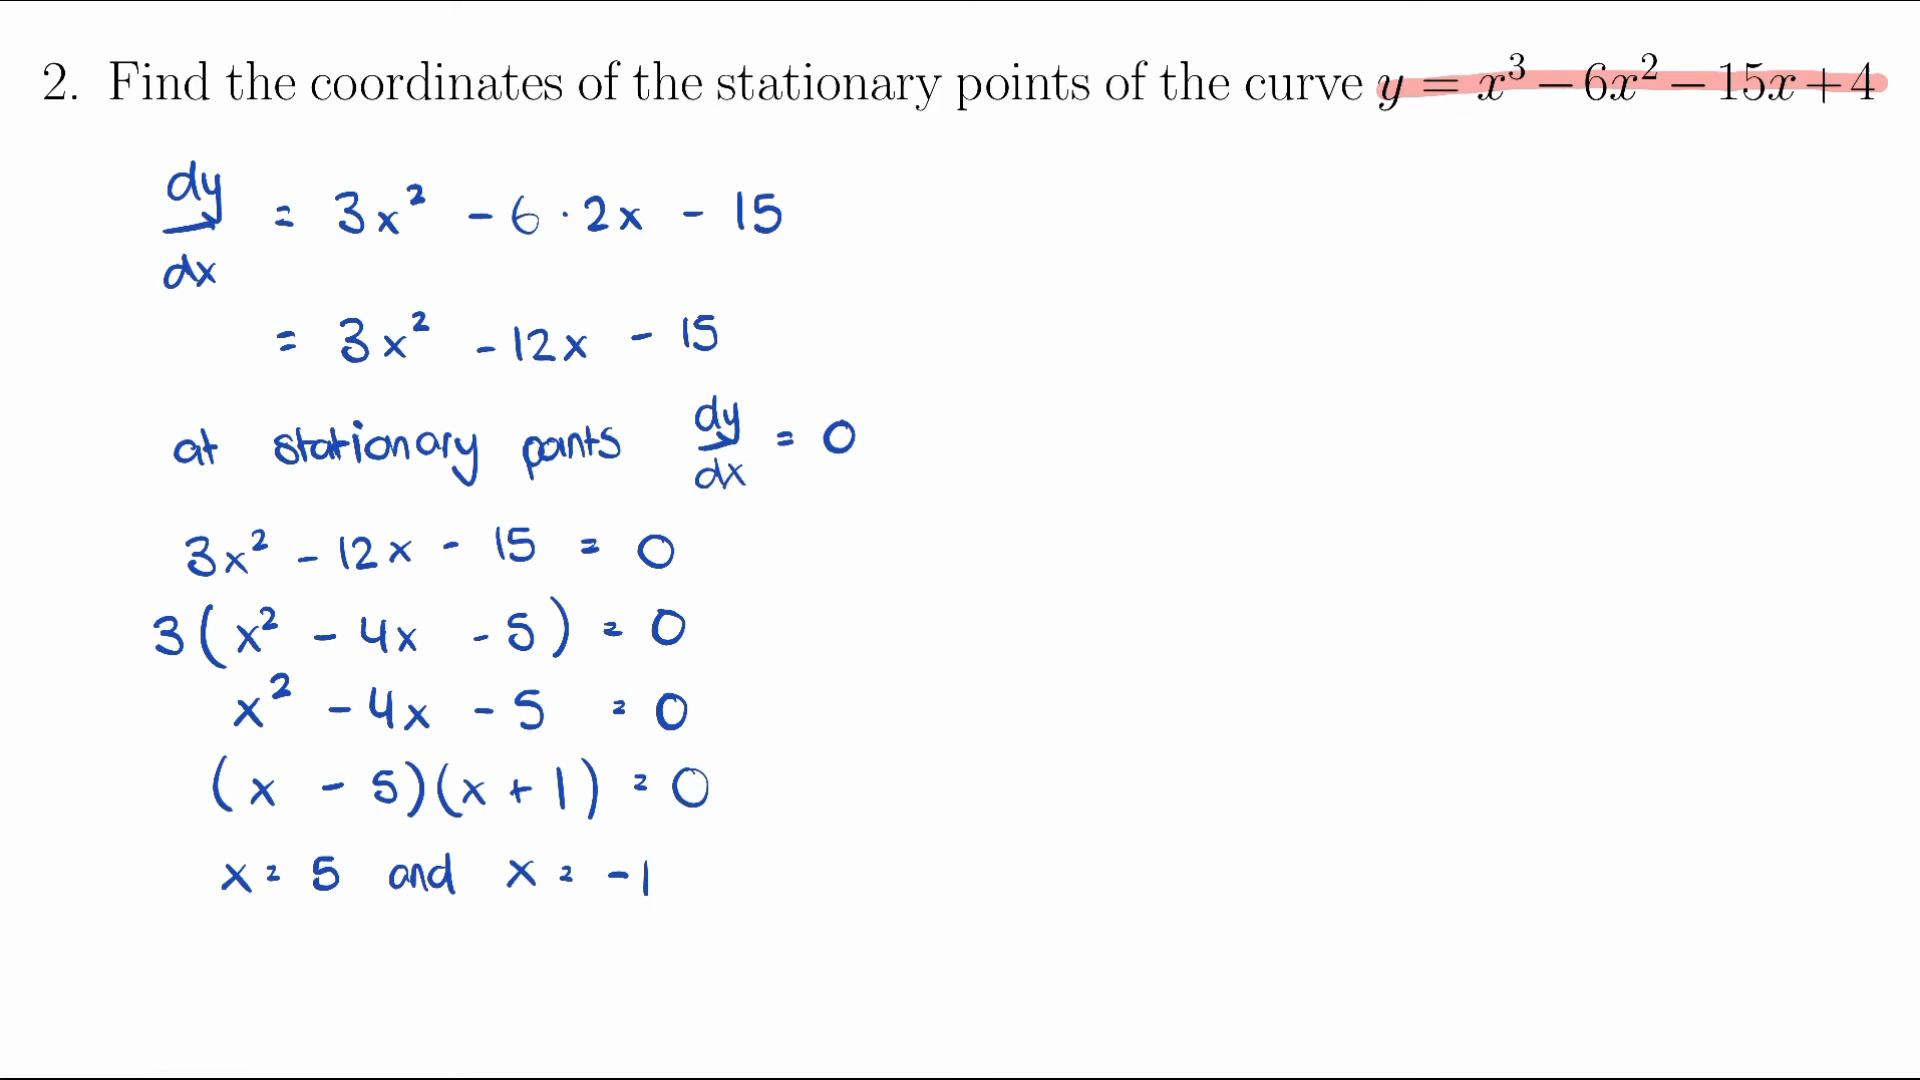 2. Find the coordinates of the stationary points of the curve y = x³ − 6x² − 15x + 4
dy/dx = 3x² - 6 · 2x - 15
= 3x² - 12x - 15
at stationary points dy/dx = 0
3x² - 12x - 15 = 0
3(x² - 4x - 5) = 0
x² - 4x - 5 = 0
(x - 5)(x + 1) = 0
x = 5 and x = -1